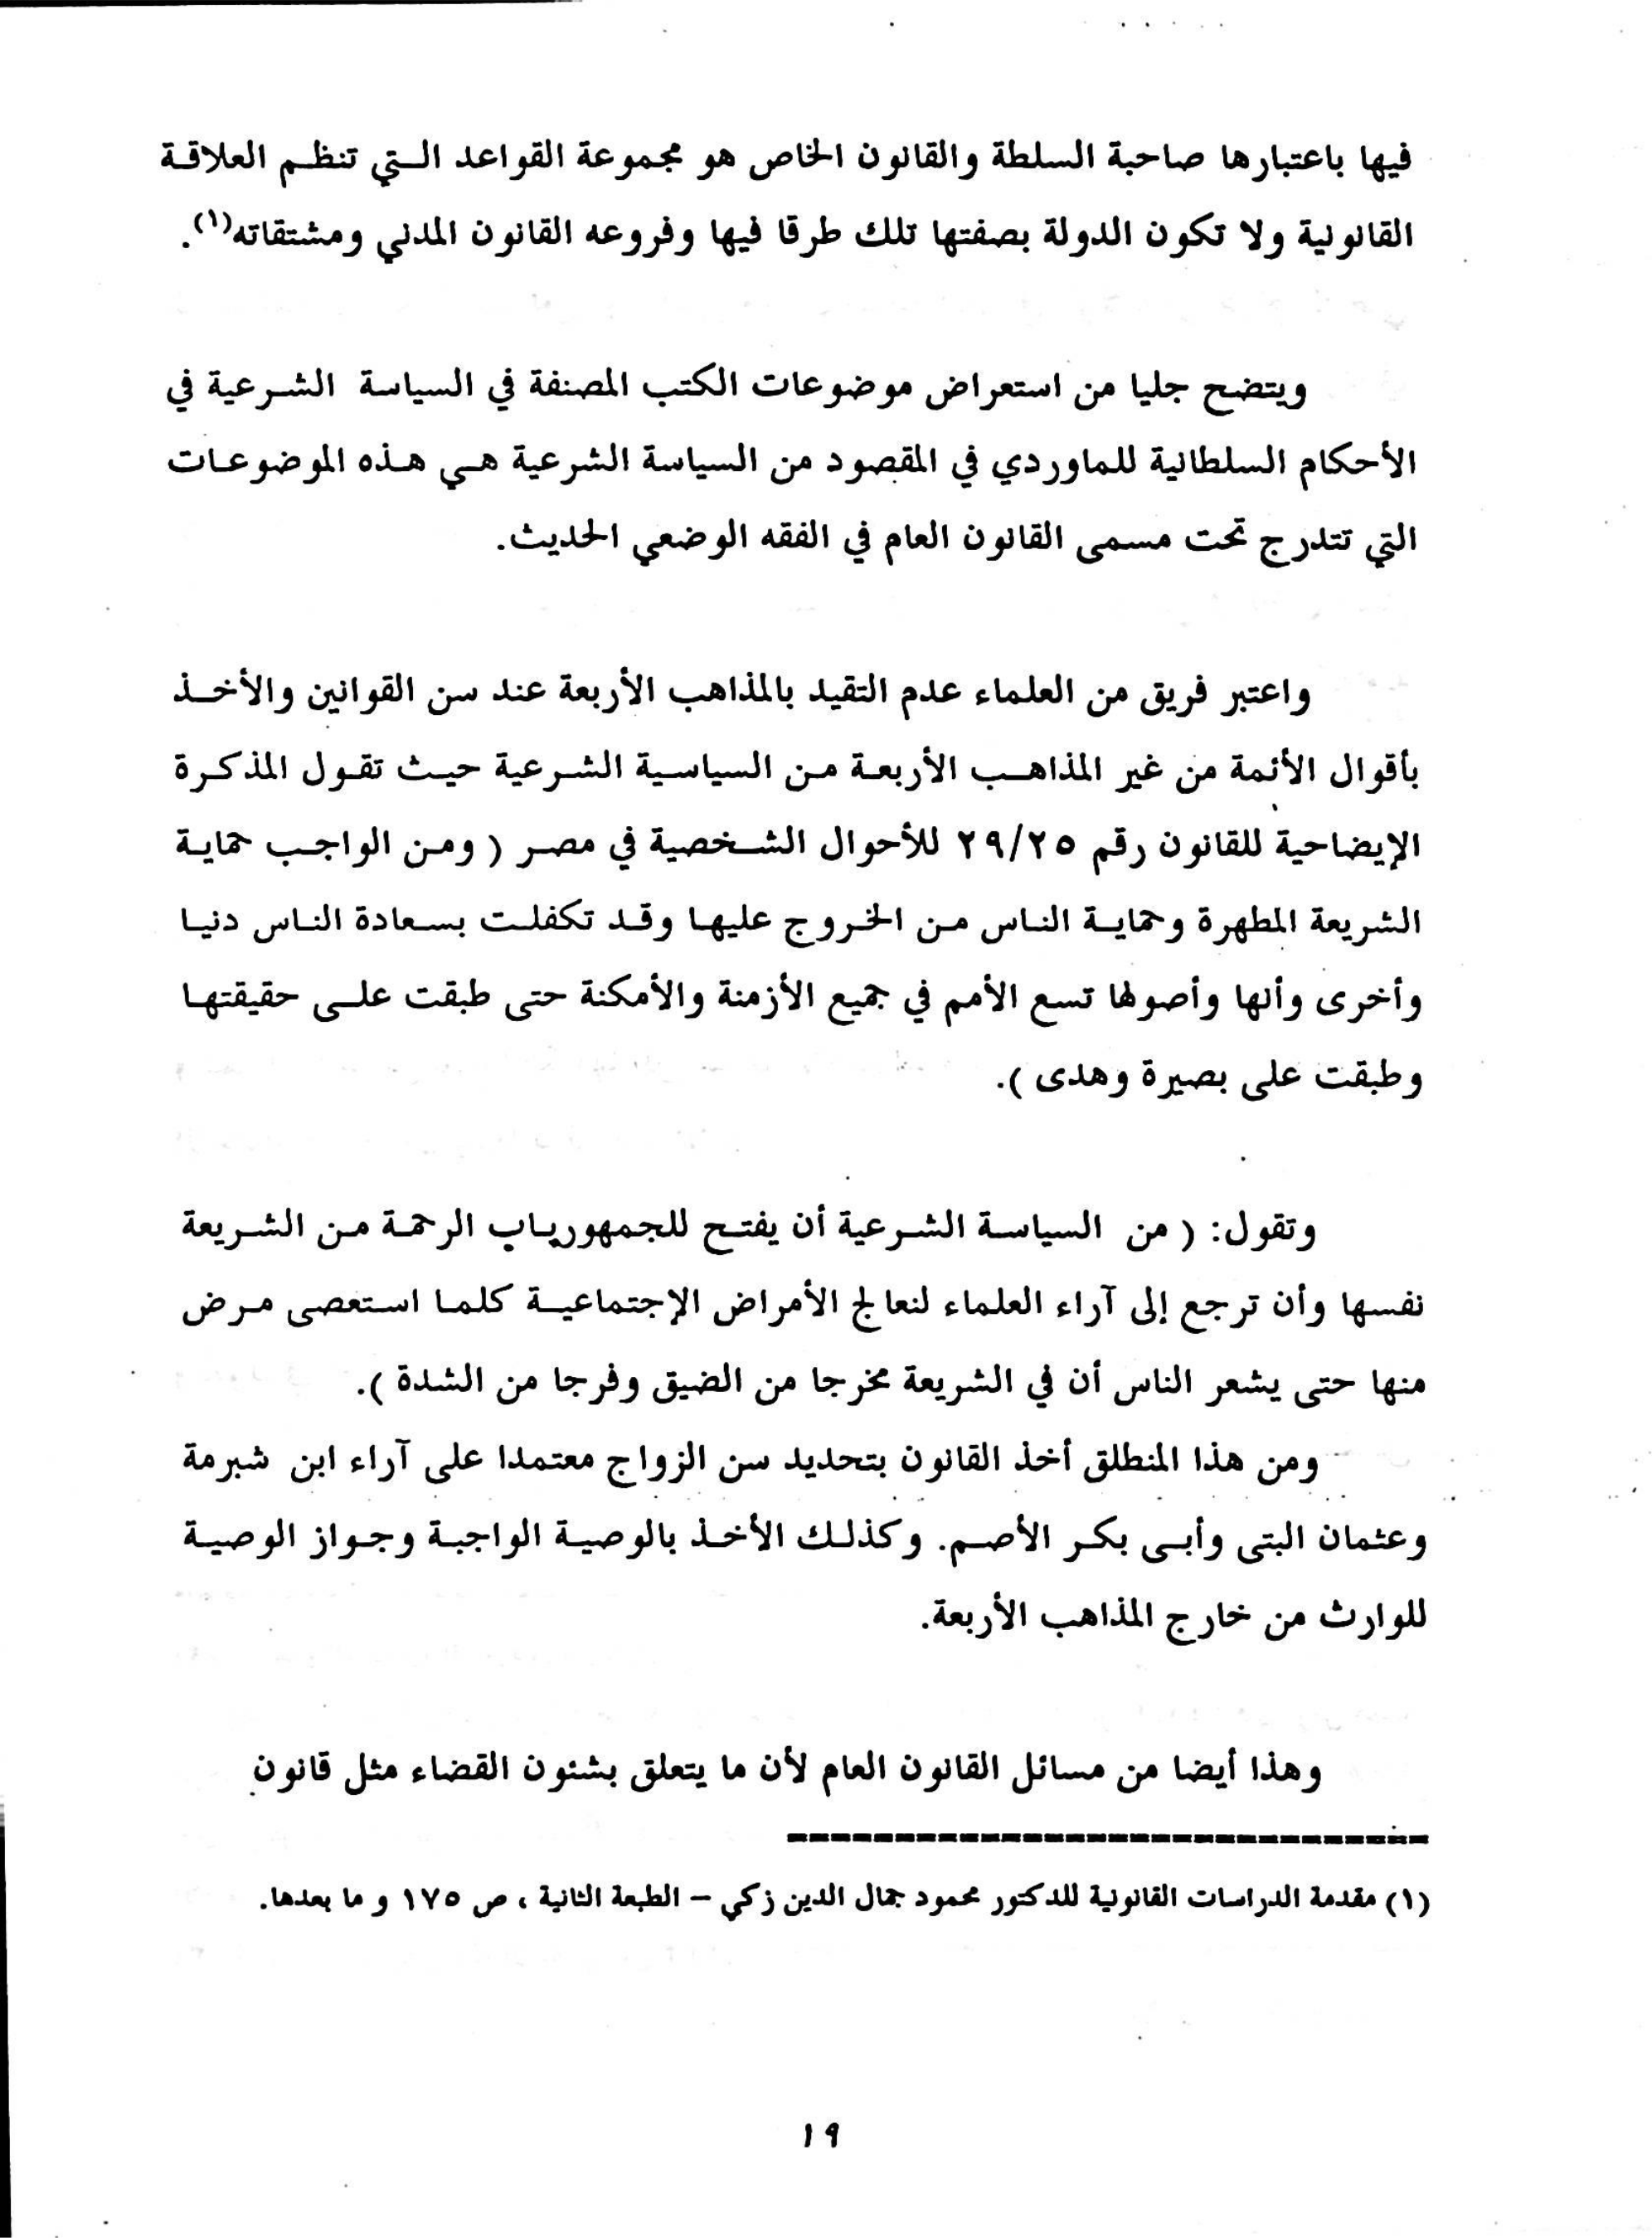 فيها باعتبارها صاحبة السلطة والقانون الخاص هو مجموعة القواعد التي تنظم العلاقة
القانونية ولا تكون الدولة بصفتها تلك طرقا فيها وفروعه القانون المدني ومشتقاته(١).
ويتضح جليا من استعراض موضوعات الكتب المصنفة في السياسة الشرعية في
الأحكام السلطانية للماوردي في المقصود من السياسة الشرعية هي هذه الموضوعات
التي تتدرج تحت مسمى القانون العام في الفقه الوضعي الحديث.
واعتبر فريق من العلماء عدم التقيد بالمذاهب الأربعة عند سن القوانين والأخذ
بأقوال الأئمة من غير المذاهب الأربعة من السياسية الشرعية حيث تقول المذكرة
الإيضاحية للقانون رقم ٢٩/٢٥ للأحوال الشخصية في مصر ( ومن الواجب حماية
الشريعة المطهرة وحماية الناس من الخروج عليها وقد تكفلت بسعادة الناس دنيا
وأخرى وأنها وأصولها تسع الأمم في جميع الأزمنة والأمكنة حتى طبقت على حقيقتها
وطبقت على بصيرة وهدى ).
وتقول: ( من السياسة الشرعية أن يفتح للجمهورباب الرحمة من الشريعة
نفسها وأن ترجع إلى آراء العلماء لنعالج الأمراض الإجتماعية كلما استعصى مرض
منها حتى يشعر الناس أن في الشريعة مخرجا من الضيق وفرجا من الشدة ).
ومن هذا المنطلق أخذ القانون بتحديد سن الزواج معتمدا على آراء ابن شبرمة
وعثمان البتى وأبى بكر الأصم. وكذلك الأخذ بالوصية الواجبة وجواز الوصية
للوارث من خارج المذاهب الأربعة.
وهذا أيضا من مسائل القانون العام لأن ما يتعلق بشئون القضاء مثل قانون
(١) مقدمة الدراسات القانونية للدكتور محمود جمال الدين زكي – الطبعة الثانية ، ص ١٧٥ و ما بعدها.
١٩